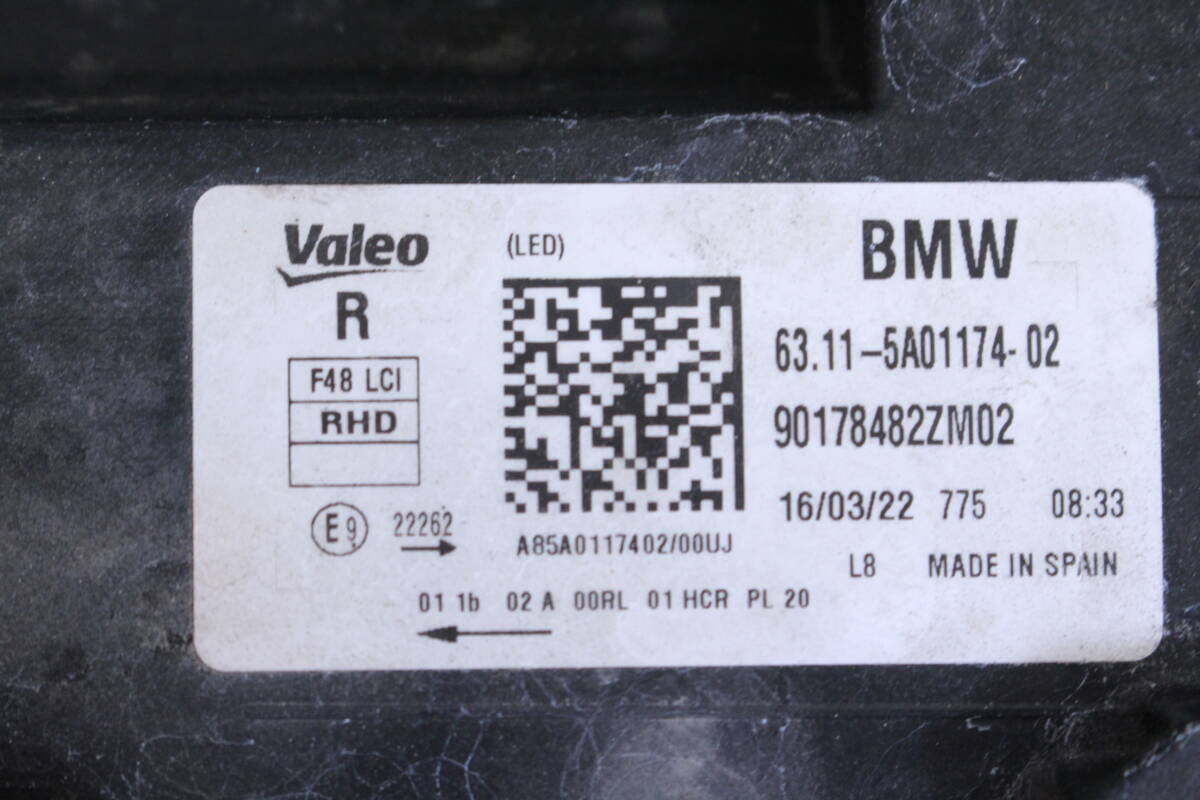 Valeo
(LED)
BMW
R
F48 LCI
RHD
63.11-5A01174-02
90178482ZM02
16/03/22 775 08:33
E9 22262
A85A0117402/00UJ
L8 MADE IN SPAIN
01 1b 02 A 00RL 01 HCR PL 20